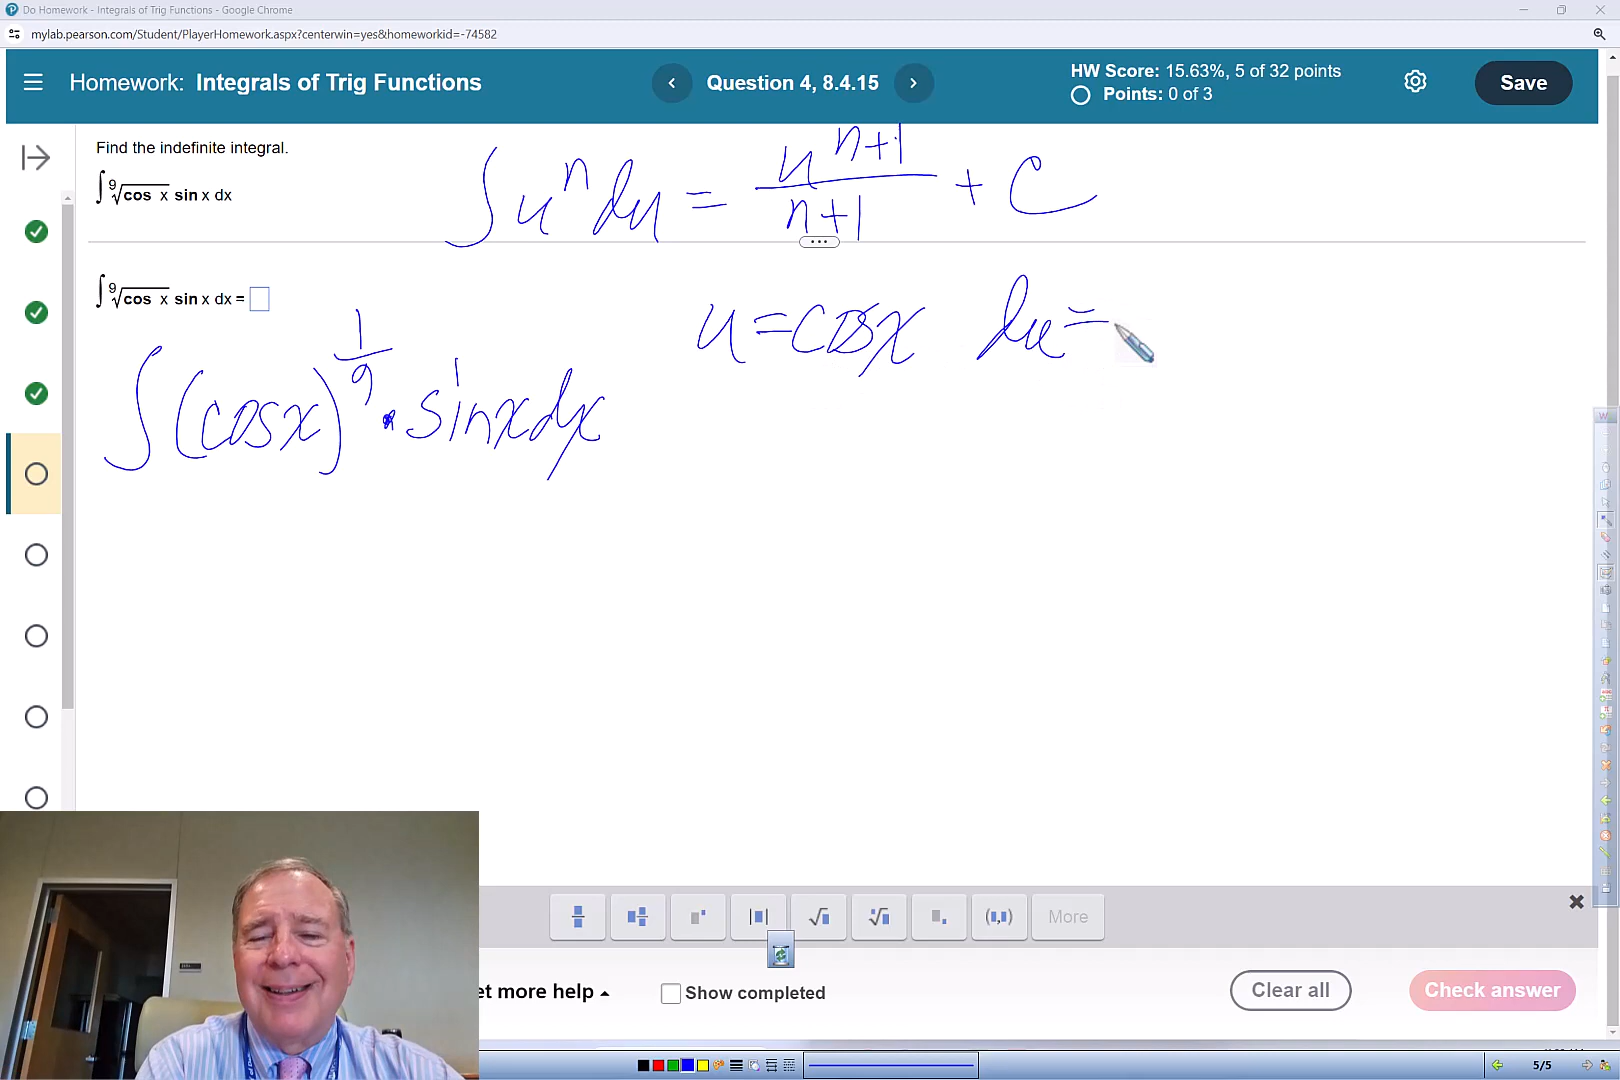 Do Homework - Integrals of Trig Functions - Google Chrome
mylab.pearson.com/Student/PlayerHomework.aspx?centerwin=yes&homeworkid=-74582
Homework: Integrals of Trig Functions
Question 4, 8.4.15
HW Score: 15.63%, 5 of 32 points
Points: 0 of 3
Save
Find the indefinite integral.
∫ ⁹√cos x sin x dx
∫ uⁿ du = uⁿ⁺¹/(n+1) + C
∫ ⁹√cos x sin x dx =
u = cos x du =
∫ (cos x)^(1/9) · sin¹ x dx
More
et more help
Show completed
Clear all
Check answer
5/5